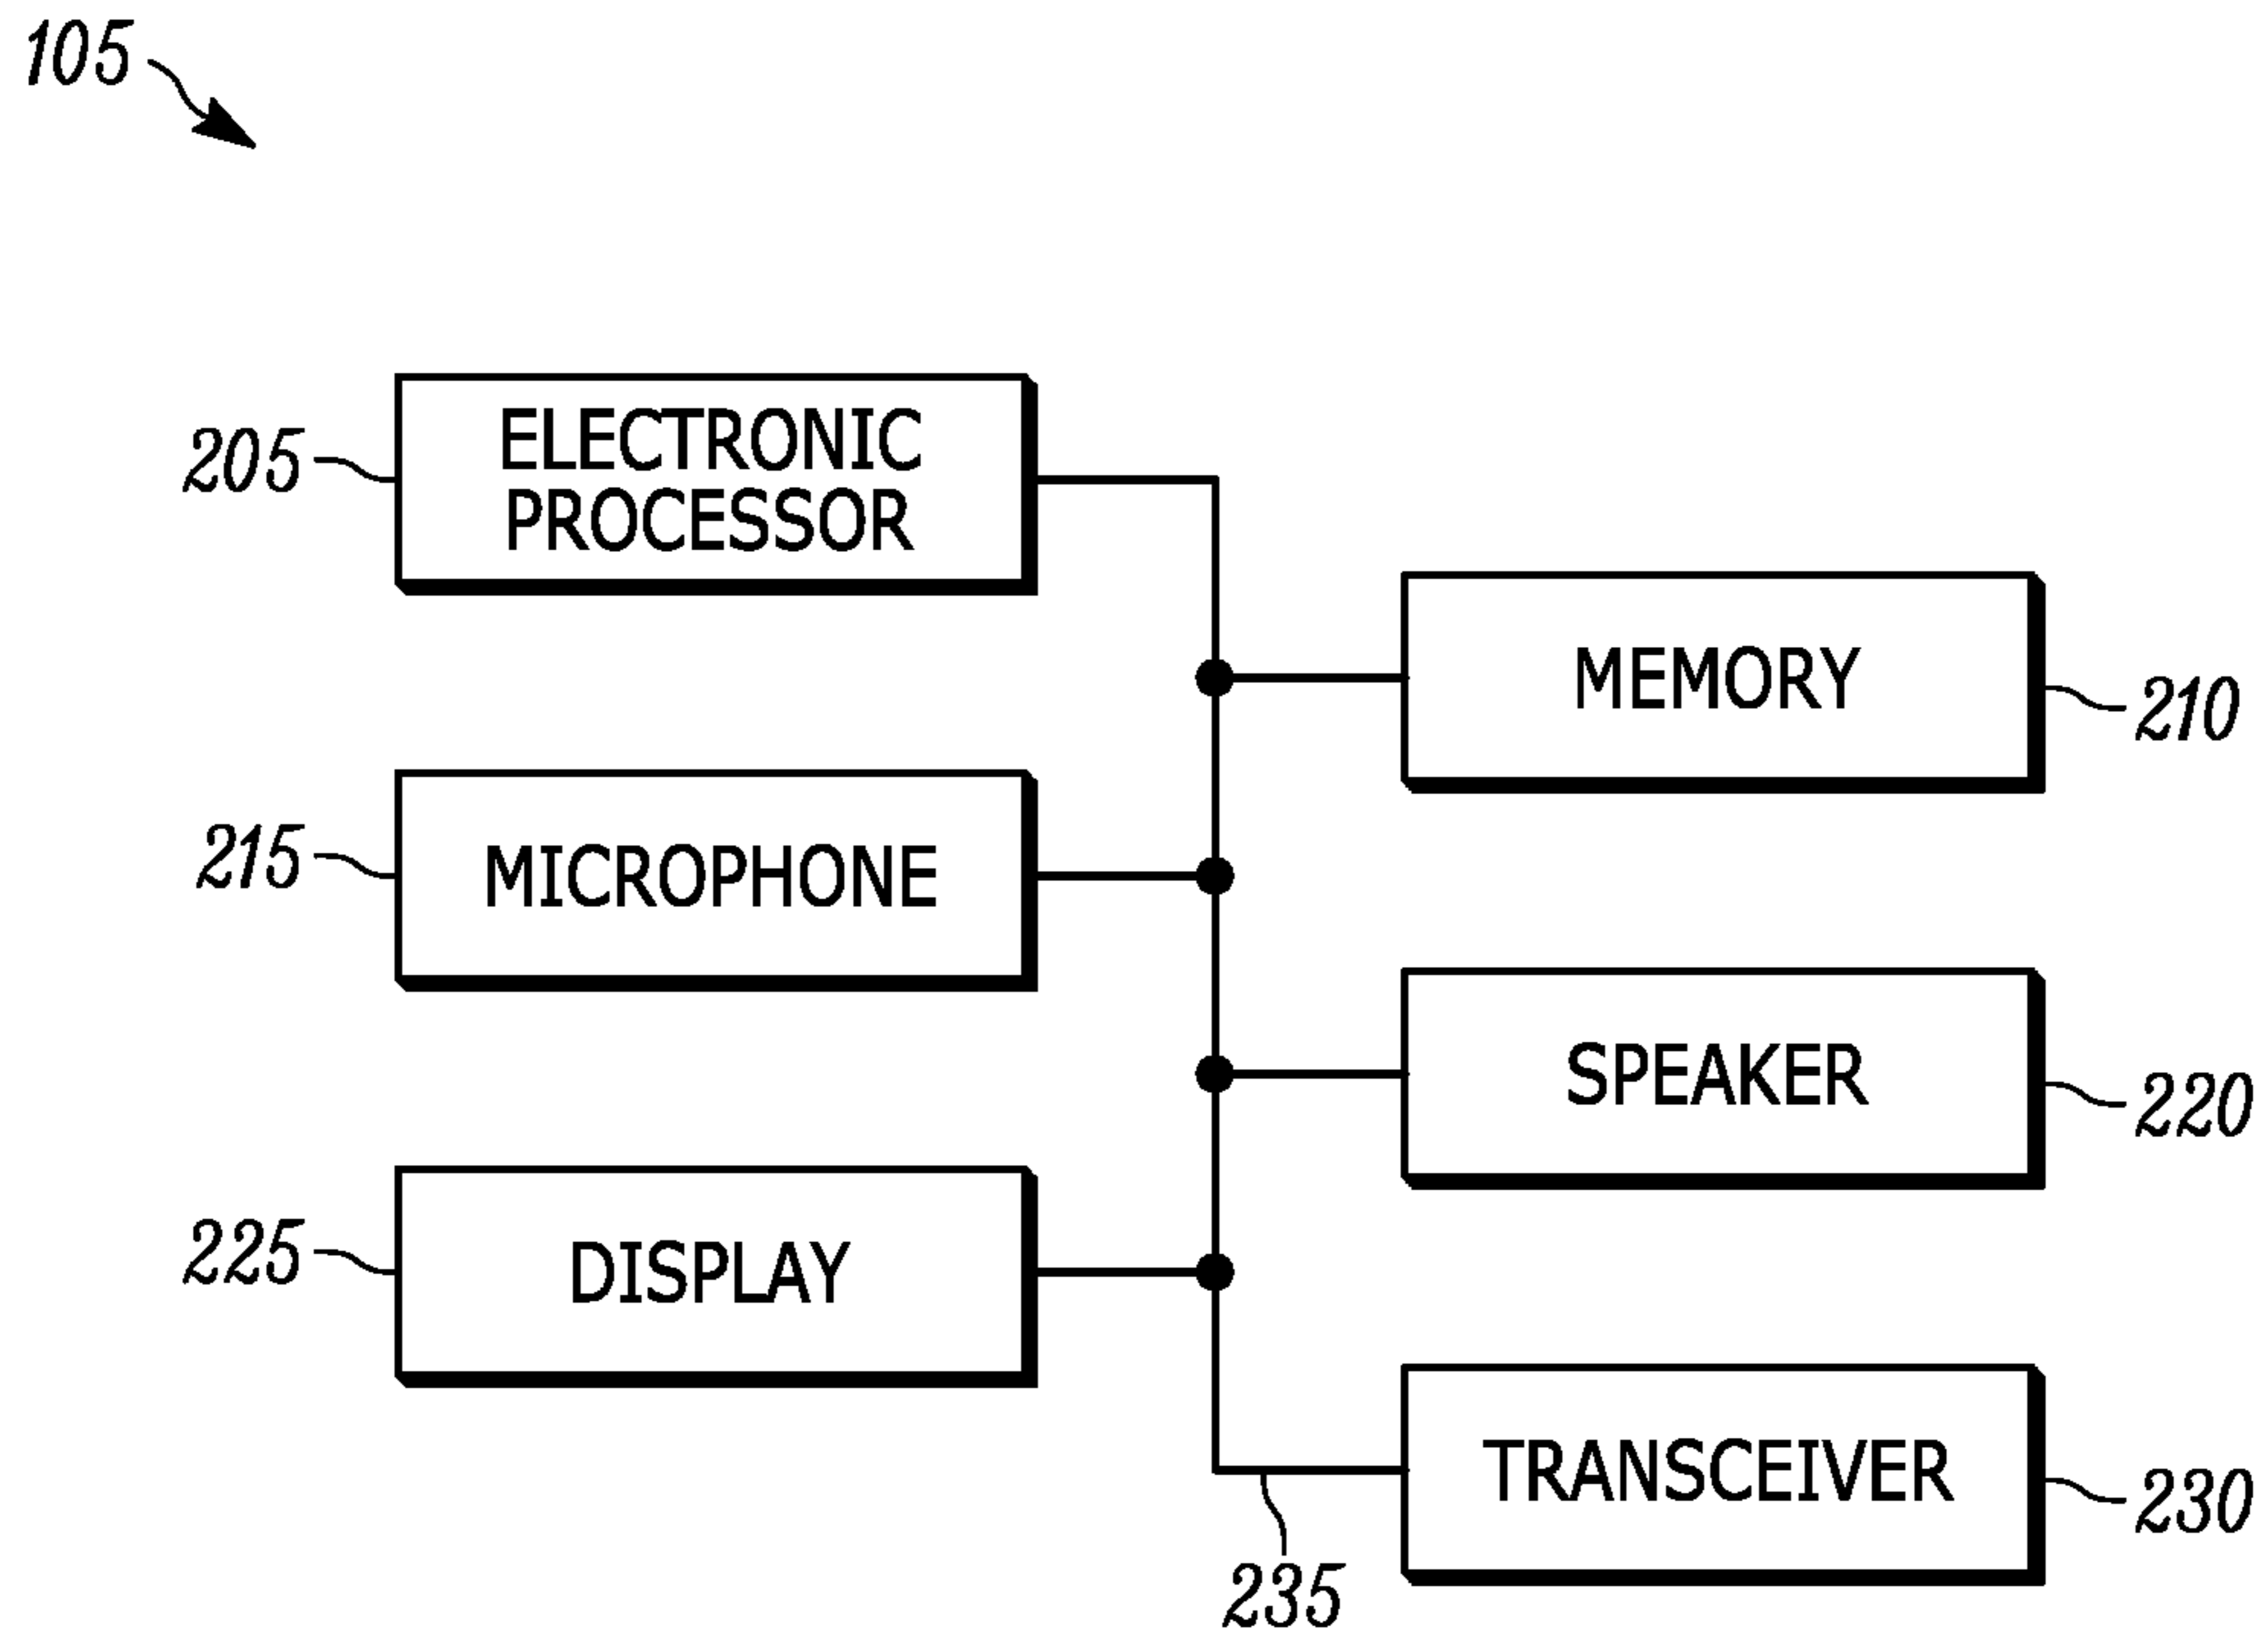 105
205
ELECTRONIC
PROCESSOR
MEMORY
210
215
MICROPHONE
SPEAKER
220
225
DISPLAY
TRANSCEIVER
230
235